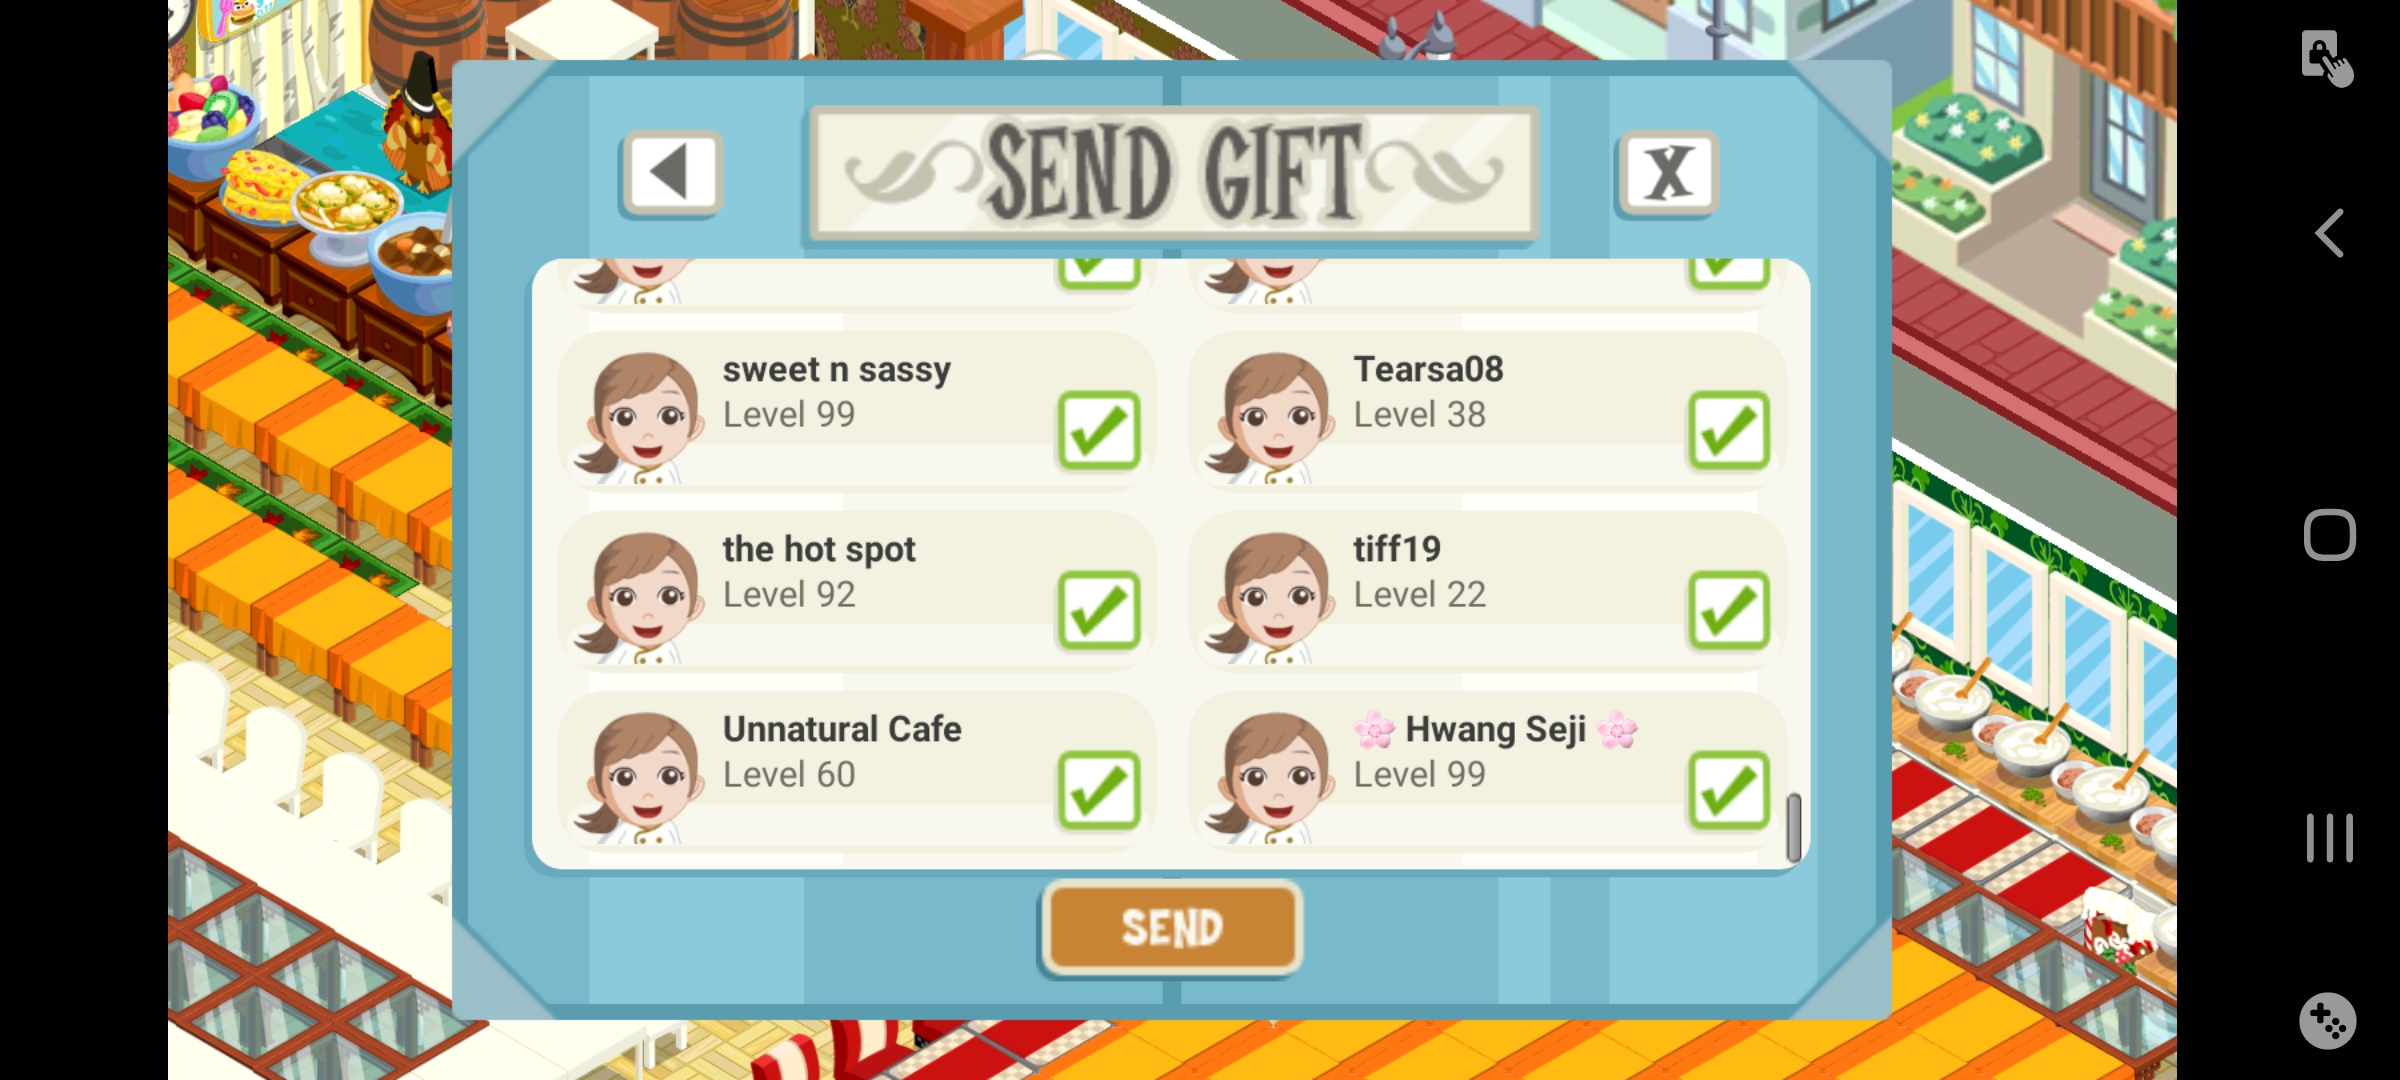 SEND GIFT
X
sweet n sassy
Level 99
Tearsa08
Level 38
the hot spot
Level 92
tiff19
Level 22
Unnatural Cafe
Level 60
🌸 Hwang Seji 🌸
Level 99
SEND